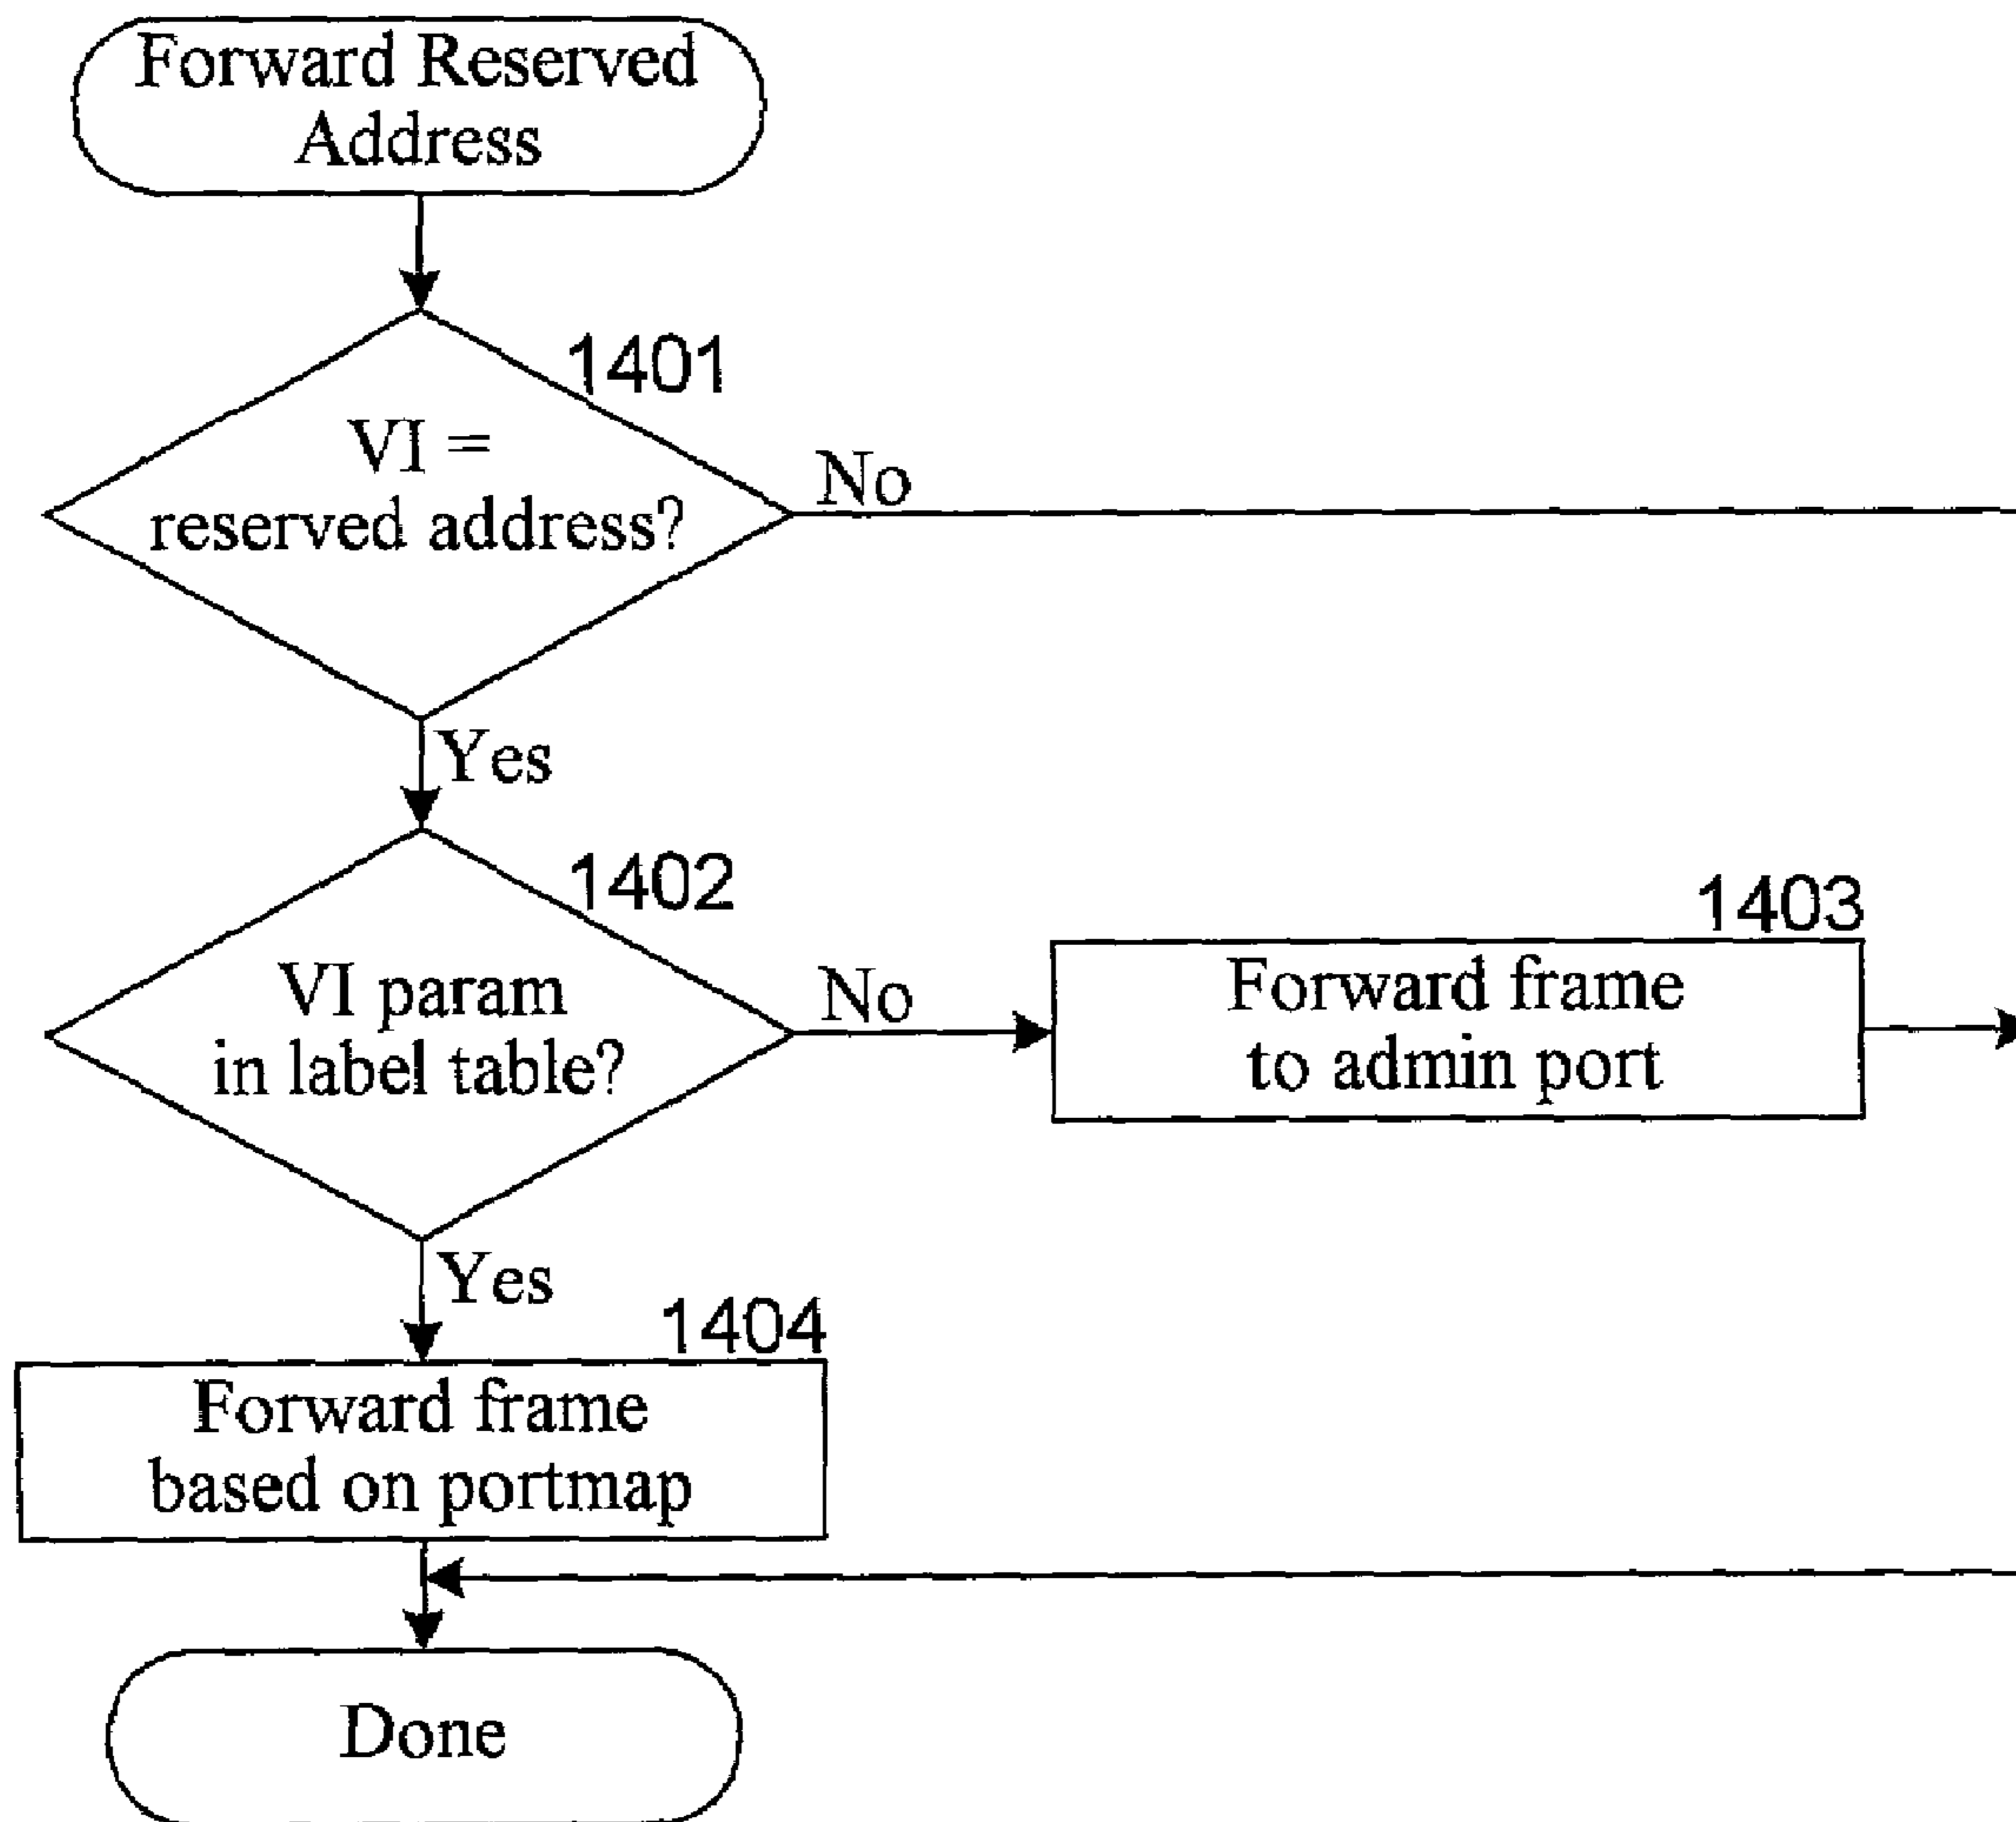 Forward Reserved
Address
1401
VI =
reserved address?
No
Yes
1402
VI param
in label table?
No
1403
Forward frame
to admin port
Yes
1404
Forward frame
based on portmap
Done